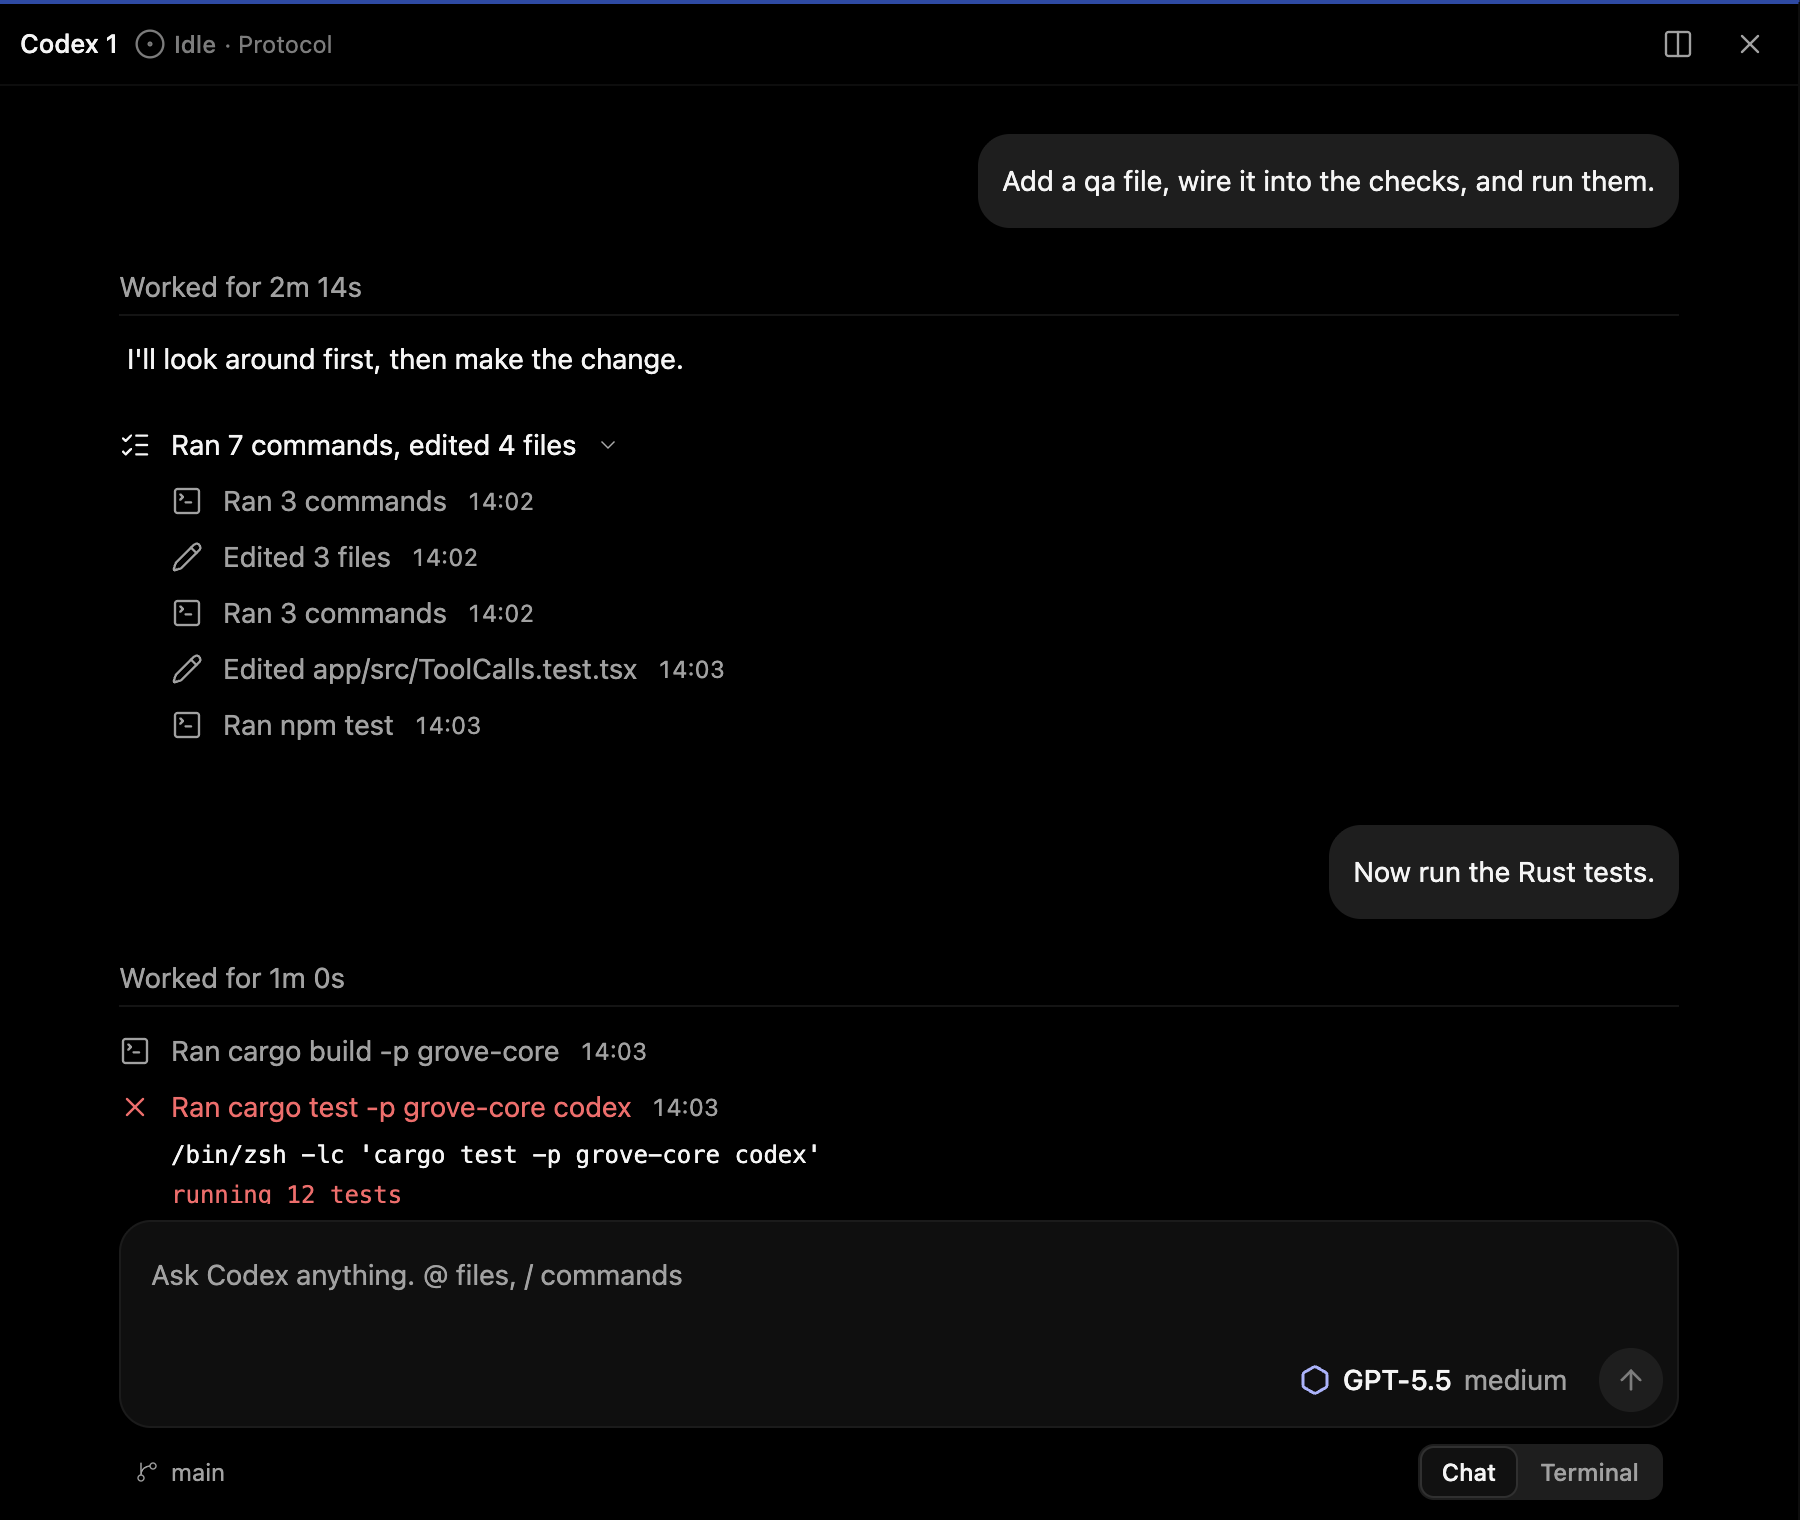 Codex 1 Idle · Protocol
Add a qa file, wire it into the checks, and run them.
Worked for 2m 14s
I'll look around first, then make the change.
Ran 7 commands, edited 4 files
Ran 3 commands 14:02
Edited 3 files 14:02
Ran 3 commands 14:02
Edited app/src/ToolCalls.test.tsx 14:03
Ran npm test 14:03
Now run the Rust tests.
Worked for 1m 0s
Ran cargo build -p grove-core 14:03
Ran cargo test -p grove-core codex 14:03
/bin/zsh -lc 'cargo test -p grove-core codex'
running 12 tests
Ask Codex anything. @ files, / commands
GPT-5.5 medium
main
Chat Terminal